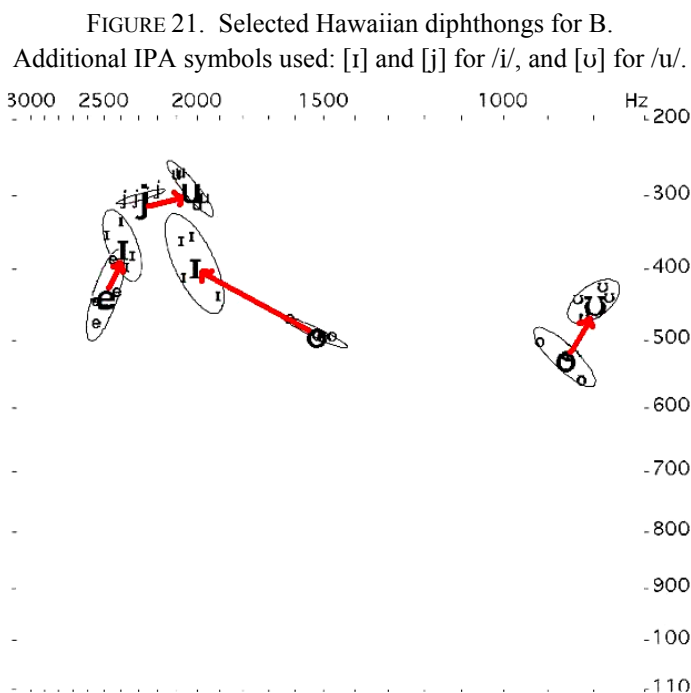 FIGURE 21. Selected Hawaiian diphthongs for B.
Additional IPA symbols used: [ɪ] and [j] for /i/, and [ʊ] for /u/.
3000 2500 2000 1500 1000 Hz
200
300
j u
ɪ
400
ɪ
e
ʊ
500
o
o
600
700
800
900
100
110